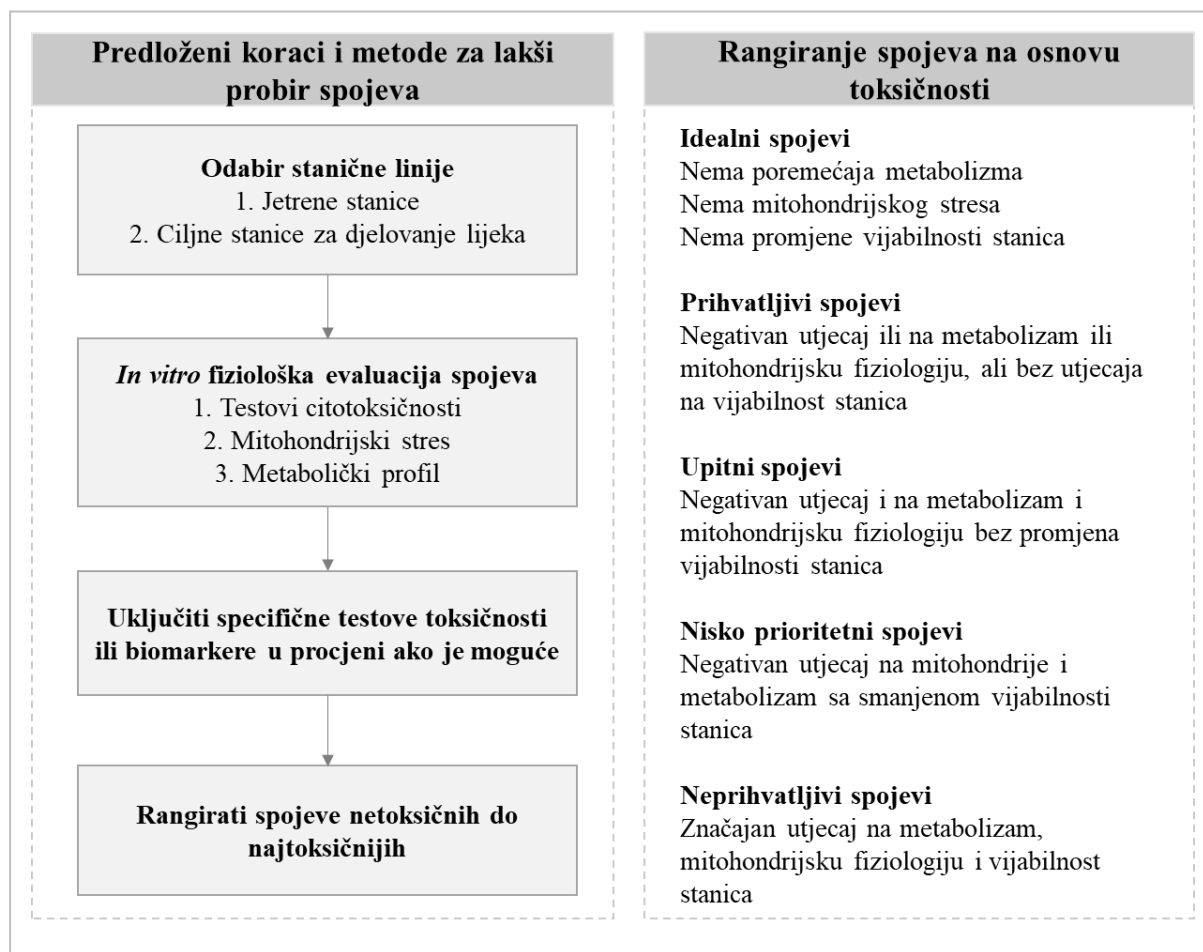 Predloženi koraci i metode za lakši
probir spojeva
Odabir stanične linije
1. Jetrene stanice
2. Ciljne stanice za djelovanje lijeka
In vitro fiziološka evaluacija spojeva
1. Testovi citotoksičnosti
2. Mitohondrijski stres
3. Metabolički profil
Uključiti specifične testove toksičnosti
ili biomarkere u procjeni ako je moguće
Rangirati spojeve netoksičnih do
najtoksičnijih
Rangiranje spojeva na osnovu
toksičnosti
Idealni spojevi
Nema poremećaja metabolizma
Nema mitohondrijskog stresa
Nema promjene vijabilnosti stanica
Prihvatljivi spojevi
Negativan utjecaj ili na metabolizam ili
mitohondrijsku fiziologiju, ali bez utjecaja
na vijabilnost stanica
Upitni spojevi
Negativan utjecaj i na metabolizam i
mitohondrijsku fiziologiju bez promjena
vijabilnosti stanica
Nisko prioritetni spojevi
Negativan utjecaj na mitohondrije i
metabolizam sa smanjenom vijabilnosti
stanica
Neprihvatljivi spojevi
Značajan utjecaj na metabolizam,
mitohondrijsku fiziologiju i vijabilnost
stanica